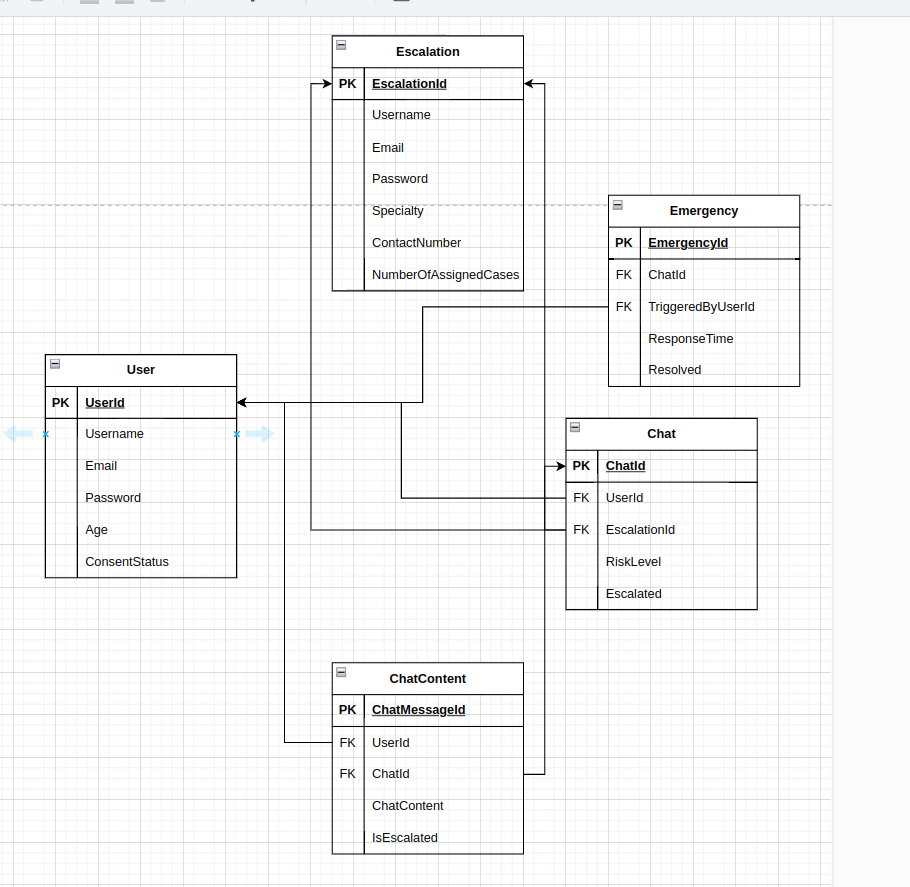 Escalation
PK EscalationId
Username
Email
Password
Specialty
ContactNumber
NumberOfAssignedCases
Emergency
PK EmergencyId
FK ChatId
FK TriggeredByUserId
ResponseTime
Resolved
User
PK UserId
Username
Email
Password
Age
ConsentStatus
Chat
PK ChatId
FK UserId
FK EscalationId
RiskLevel
Escalated
ChatContent
PK ChatMessageId
FK UserId
FK ChatId
ChatContent
IsEscalated